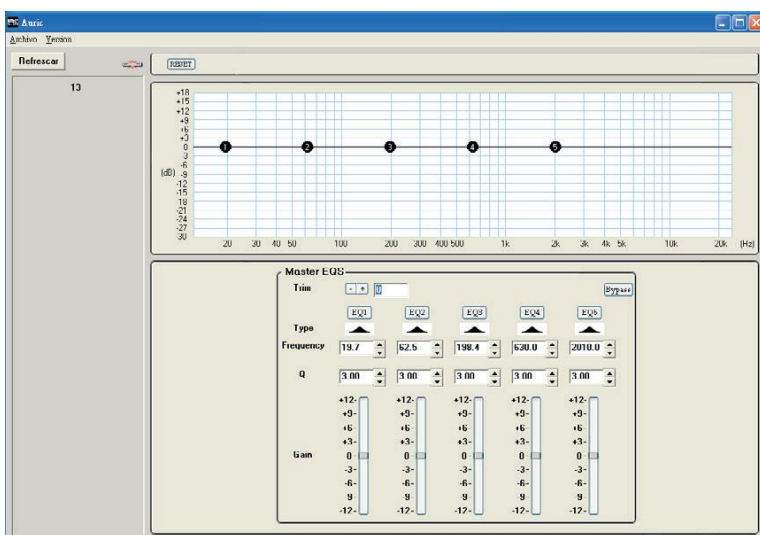 Auric
Archivo Version
Refrescar
RESET
13
+18
+15
+12
+9
+6
+3
0
3
-6
(dB) -9
-12
-15
18
-21
-24
-27
30
20 30 40 50 100 200 300 400 500 1k 2k 3k 4k 5k 10k 20k (Hz)
1 2 3 4 5
Master EQS
Trim - + 0 Bypass
EQ1 EQ2 EQ3 EQ4 EQ5
Type
Frequency 19.7 62.5 198.4 630.0 2010.0
Q 3.00 3.00 3.00 3.00 3.00
+12- +12- +12- +12- +12-
+9- +9- +9- +9- +9-
+6 +6 +6 +6 +6
+3- +3- +3- +3- +3-
Gain 0 0 0 0 0
-3- -3- -3- -3- -3-
-6- -6- -6- -6- -6-
9 9 9 9 9
-12- -12- -12- -12- -12-